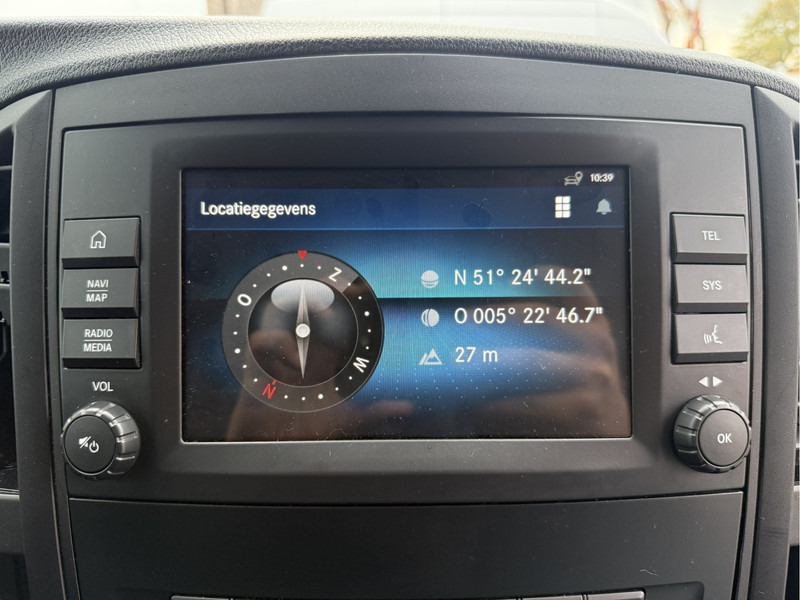 10:39
Locatiegegevens
Z
O
W
N
N 51° 24' 44.2"
O 005° 22' 46.7"
27 m
NAVI
MAP
RADIO
MEDIA
VOL
TEL
SYS
OK